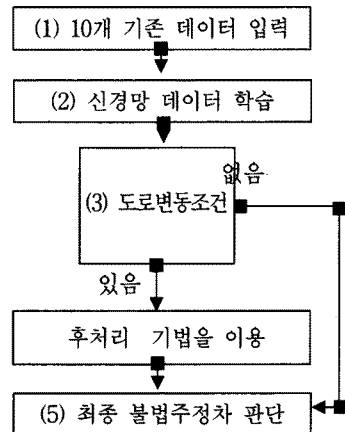 (1) 10개 기존 데이터 입력
(2) 신경망 데이터 학습
없음
(3) 도로변동조건
있음
후처리 기법을 이용
(5) 최종 불법주정차 판단